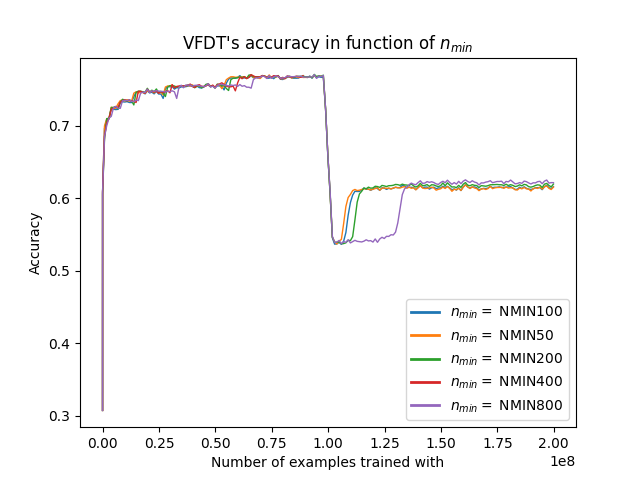 VFDT's accuracy in function of n_min
Accuracy
0.7
0.6
0.5
0.4
0.3
n_min = NMIN100
n_min = NMIN50
n_min = NMIN200
n_min = NMIN400
n_min = NMIN800
0.00 0.25 0.50 0.75 1.00 1.25 1.50 1.75 2.00
Number of examples trained with
1e8